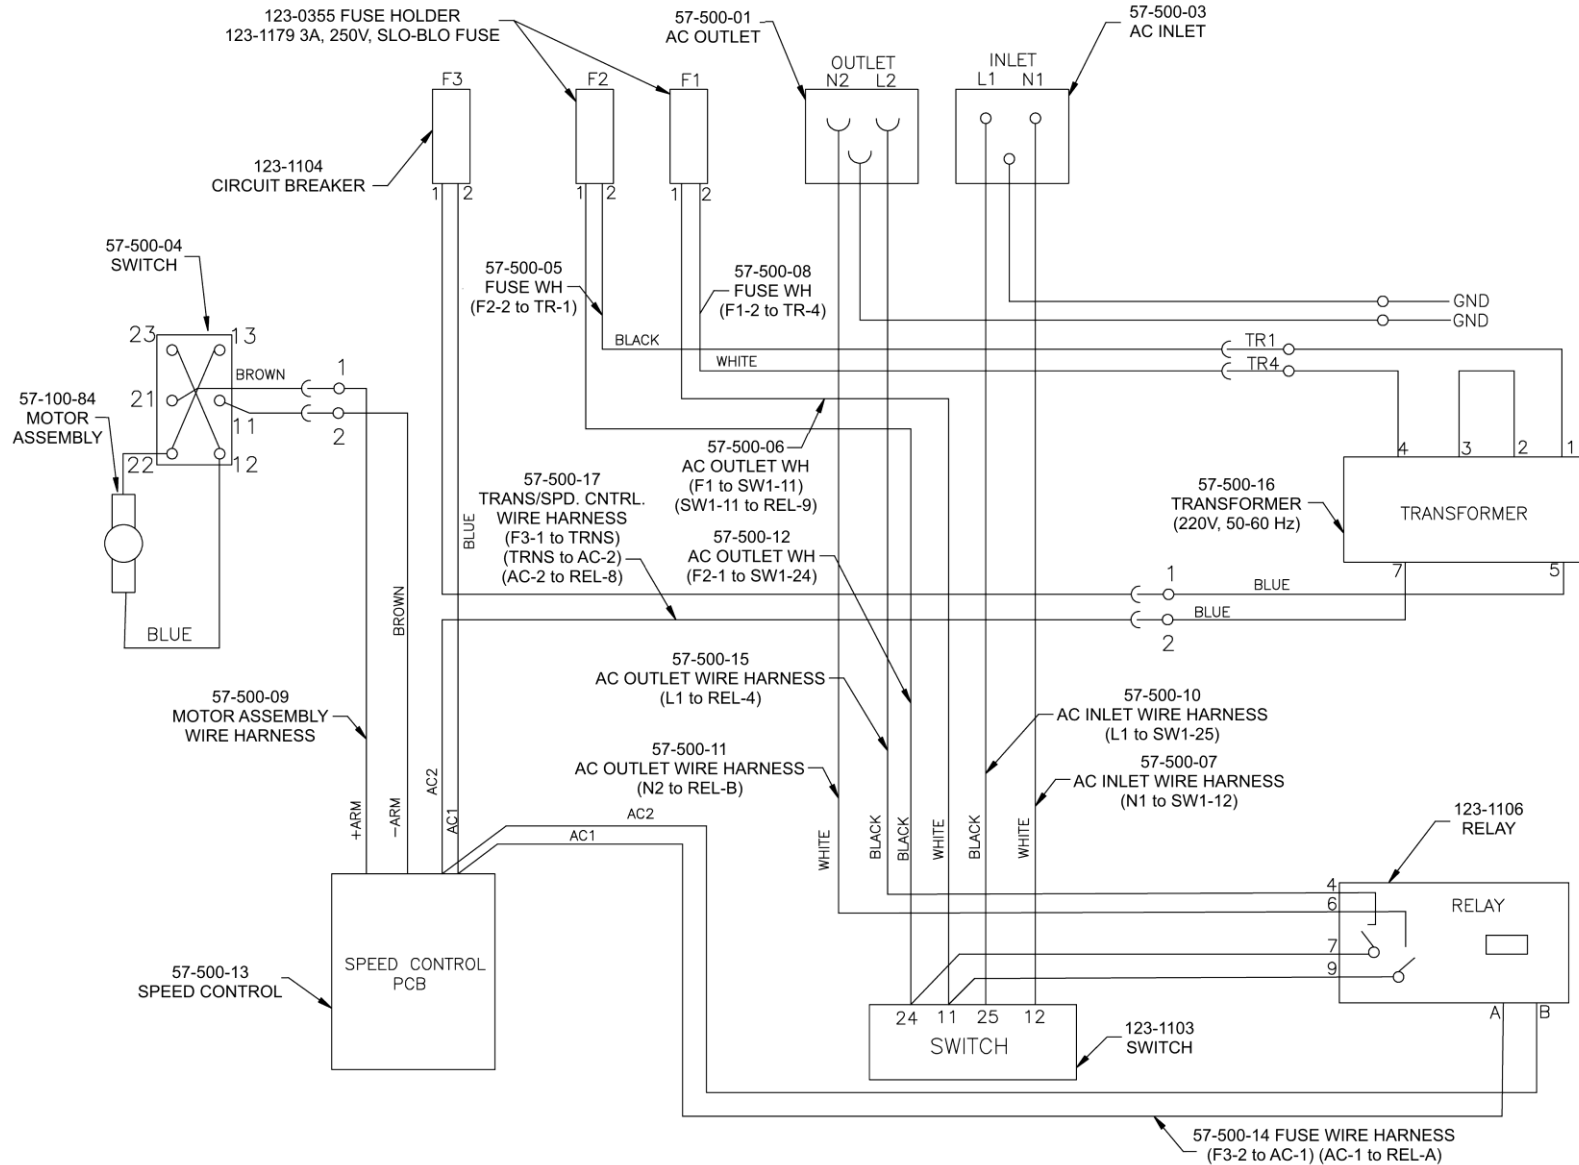 123-0355 FUSE HOLDER
123-1179 3A, 250V, SLO-BLO FUSE
57-500-01
AC OUTLET
57-500-03
AC INLET
OUTLET
N2 L2
INLET
L1 N1
F3
F2
F1
123-1104
CIRCUIT BREAKER
1 2
1 2
1 2
57-500-04
SWITCH
57-500-05
FUSE WH
(F2-2 to TR-1)
57-500-08
FUSE WH
(F1-2 to TR-4)
GND
GND
BLACK
TR1
WHITE
TR4
23
13
BROWN
1
21
11
2
22
12
57-100-84
MOTOR
ASSEMBLY
57-500-06
AC OUTLET WH
(F1 to SW1-11)
(SW1-11 to REL-9)
4 3 2 1
57-500-16
TRANSFORMER
(220V, 50-60 Hz)
TRANSFORMER
7
5
57-500-17
TRANS/SPD. CNTRL.
WIRE HARNESS
(F3-1 to TRNS)
(TRNS to AC-2)
(AC-2 to REL-8)
BLUE
57-500-12
AC OUTLET WH
(F2-1 to SW1-24)
1
BLUE
BLUE
2
BROWN
BLUE
57-500-15
AC OUTLET WIRE HARNESS
(L1 to REL-4)
57-500-09
MOTOR ASSEMBLY
WIRE HARNESS
57-500-10
AC INLET WIRE HARNESS
(L1 to SW1-25)
57-500-11
AC OUTLET WIRE HARNESS
(N2 to REL-B)
57-500-07
AC INLET WIRE HARNESS
(N1 to SW1-12)
+ARM
-ARM
AC2
AC1
AC2
AC1
WHITE
BLACK
BLACK
WHITE
BLACK
WHITE
123-1106
RELAY
4
6
7
9
RELAY
A
B
SPEED CONTROL
PCB
57-500-13
SPEED CONTROL
24 11 25 12
SWITCH
123-1103
SWITCH
57-500-14 FUSE WIRE HARNESS
(F3-2 to AC-1) (AC-1 to REL-A)